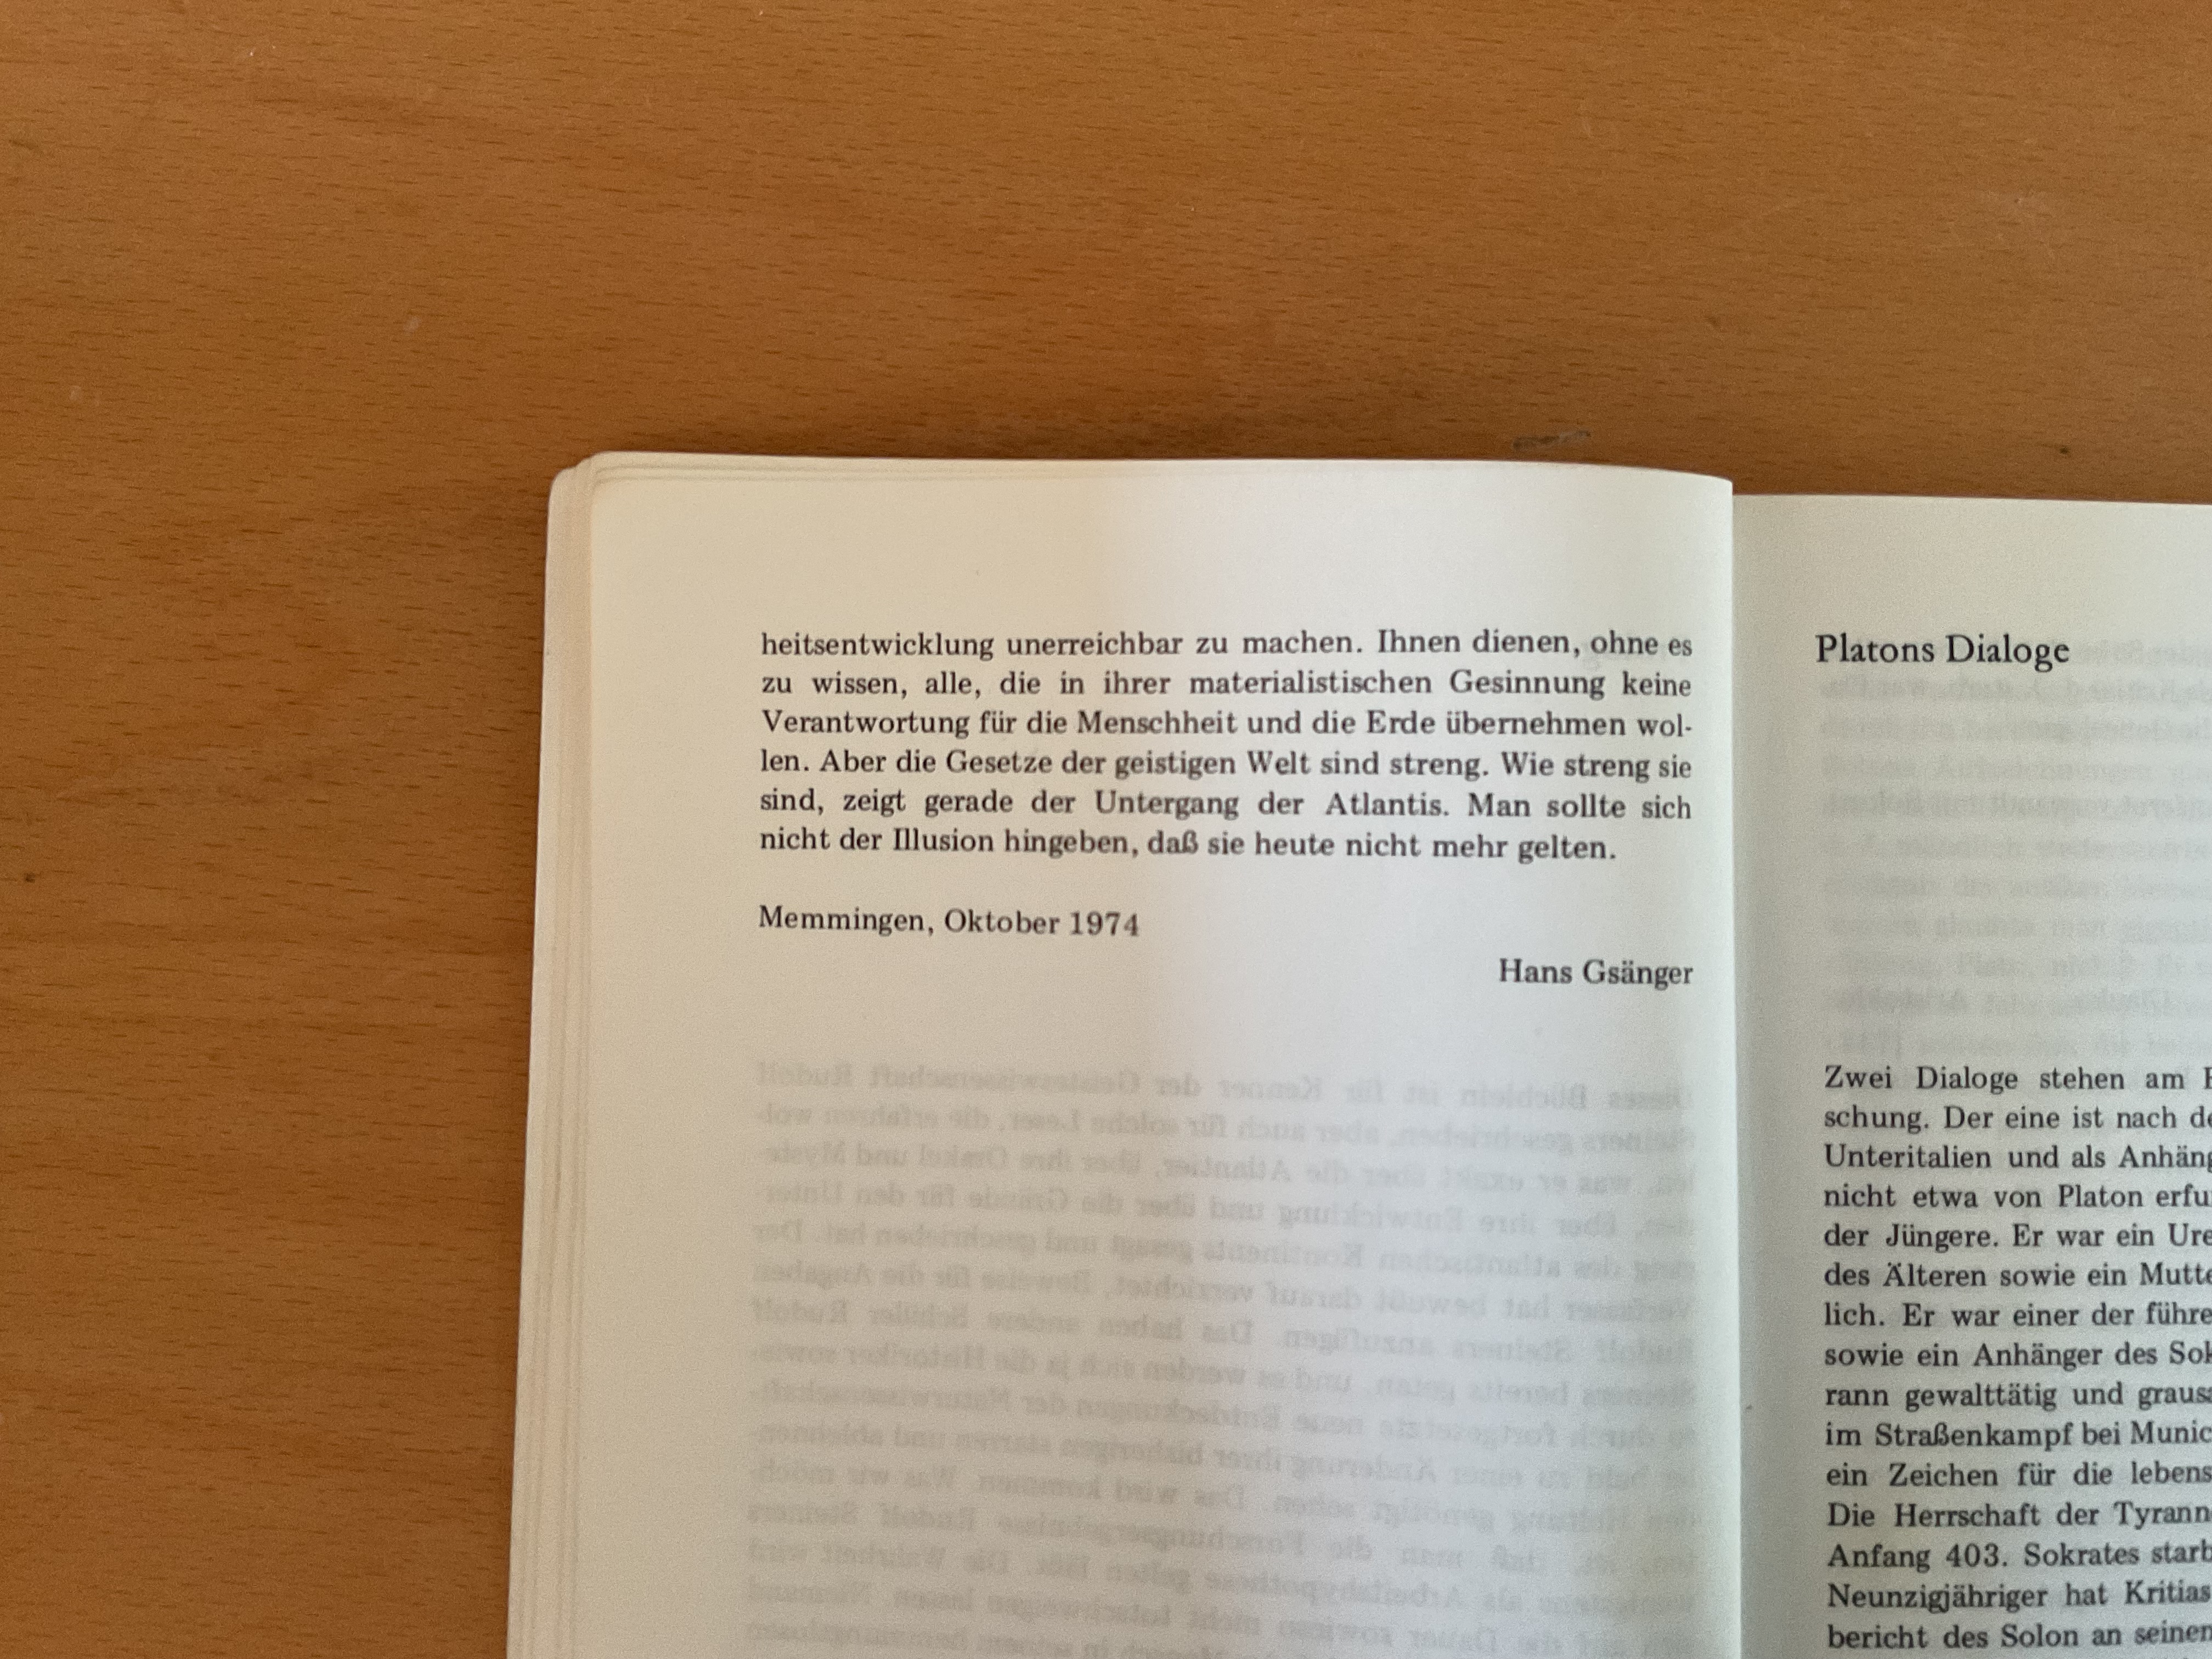 heitsentwicklung unerreichbar zu machen. Ihnen dienen, ohne es
zu wissen, alle, die in ihrer materialistischen Gesinnung keine
Verantwortung für die Menschheit und die Erde übernehmen wol-
len. Aber die Gesetze der geistigen Welt sind streng. Wie streng sie
sind, zeigt gerade der Untergang der Atlantis. Man sollte sich
nicht der Illusion hingeben, daß sie heute nicht mehr gelten.
Memmingen, Oktober 1974
Hans Gsänger
Platons Dialoge
Zwei Dialoge stehen am
schung. Der eine ist nach
Unteritalien und als
nicht etwa von Platon
der Jüngere. Er war ein
des Älteren sowie ein
lich. Er war einer der
sowie ein Anhänger des
rann gewalttätig und
im Straßenkampf bei
ein Zeichen für die
Die Herrschaft der
Anfang 403. Sokrates
Neunzigjähriger hat Kritias
bericht des Solon an